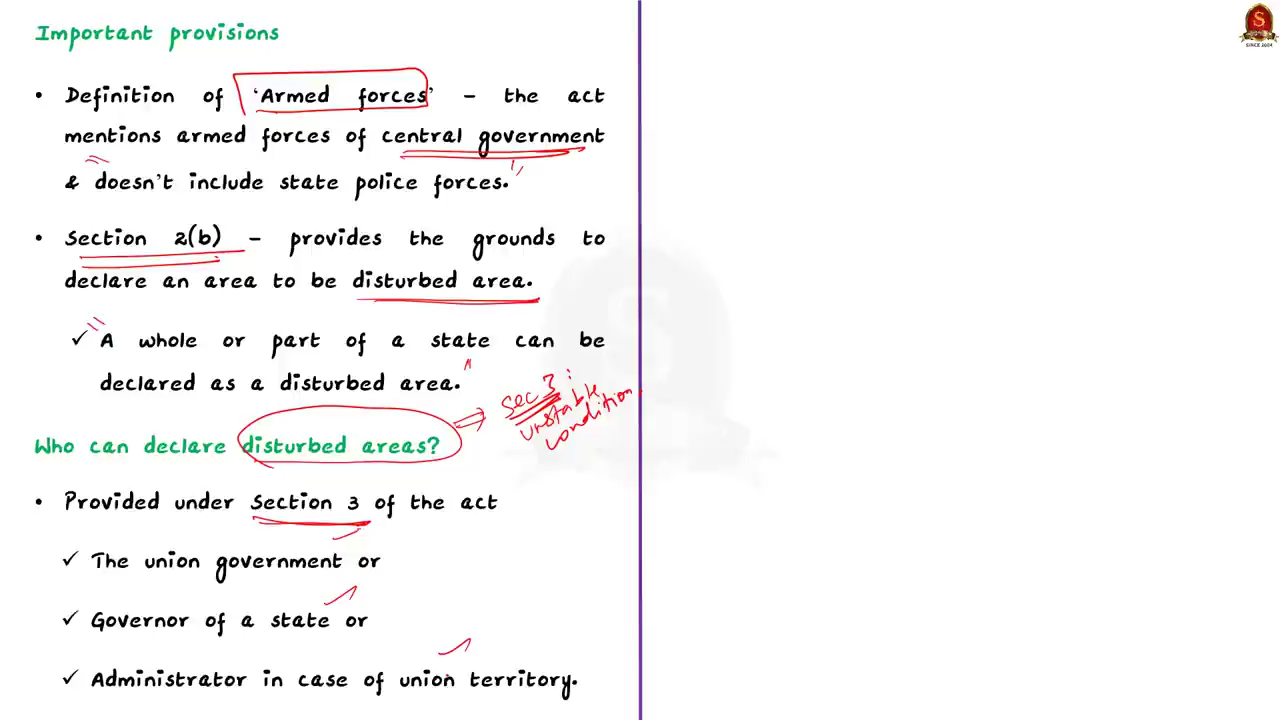 Important provisions
• Definition of 'Armed forces' - the act
mentions armed forces of central government
& doesn't include state police forces.
• Section 2(b) - provides the grounds to
declare an area to be disturbed area.
✓ A whole or part of a state can be
declared as a disturbed area.
Sec 3:
unstable
condition.
Who can declare disturbed areas?
• Provided under Section 3 of the act
✓ The union government or
✓ Governor of a state or
✓ Administrator in case of union territory.
S
SINCE 2004